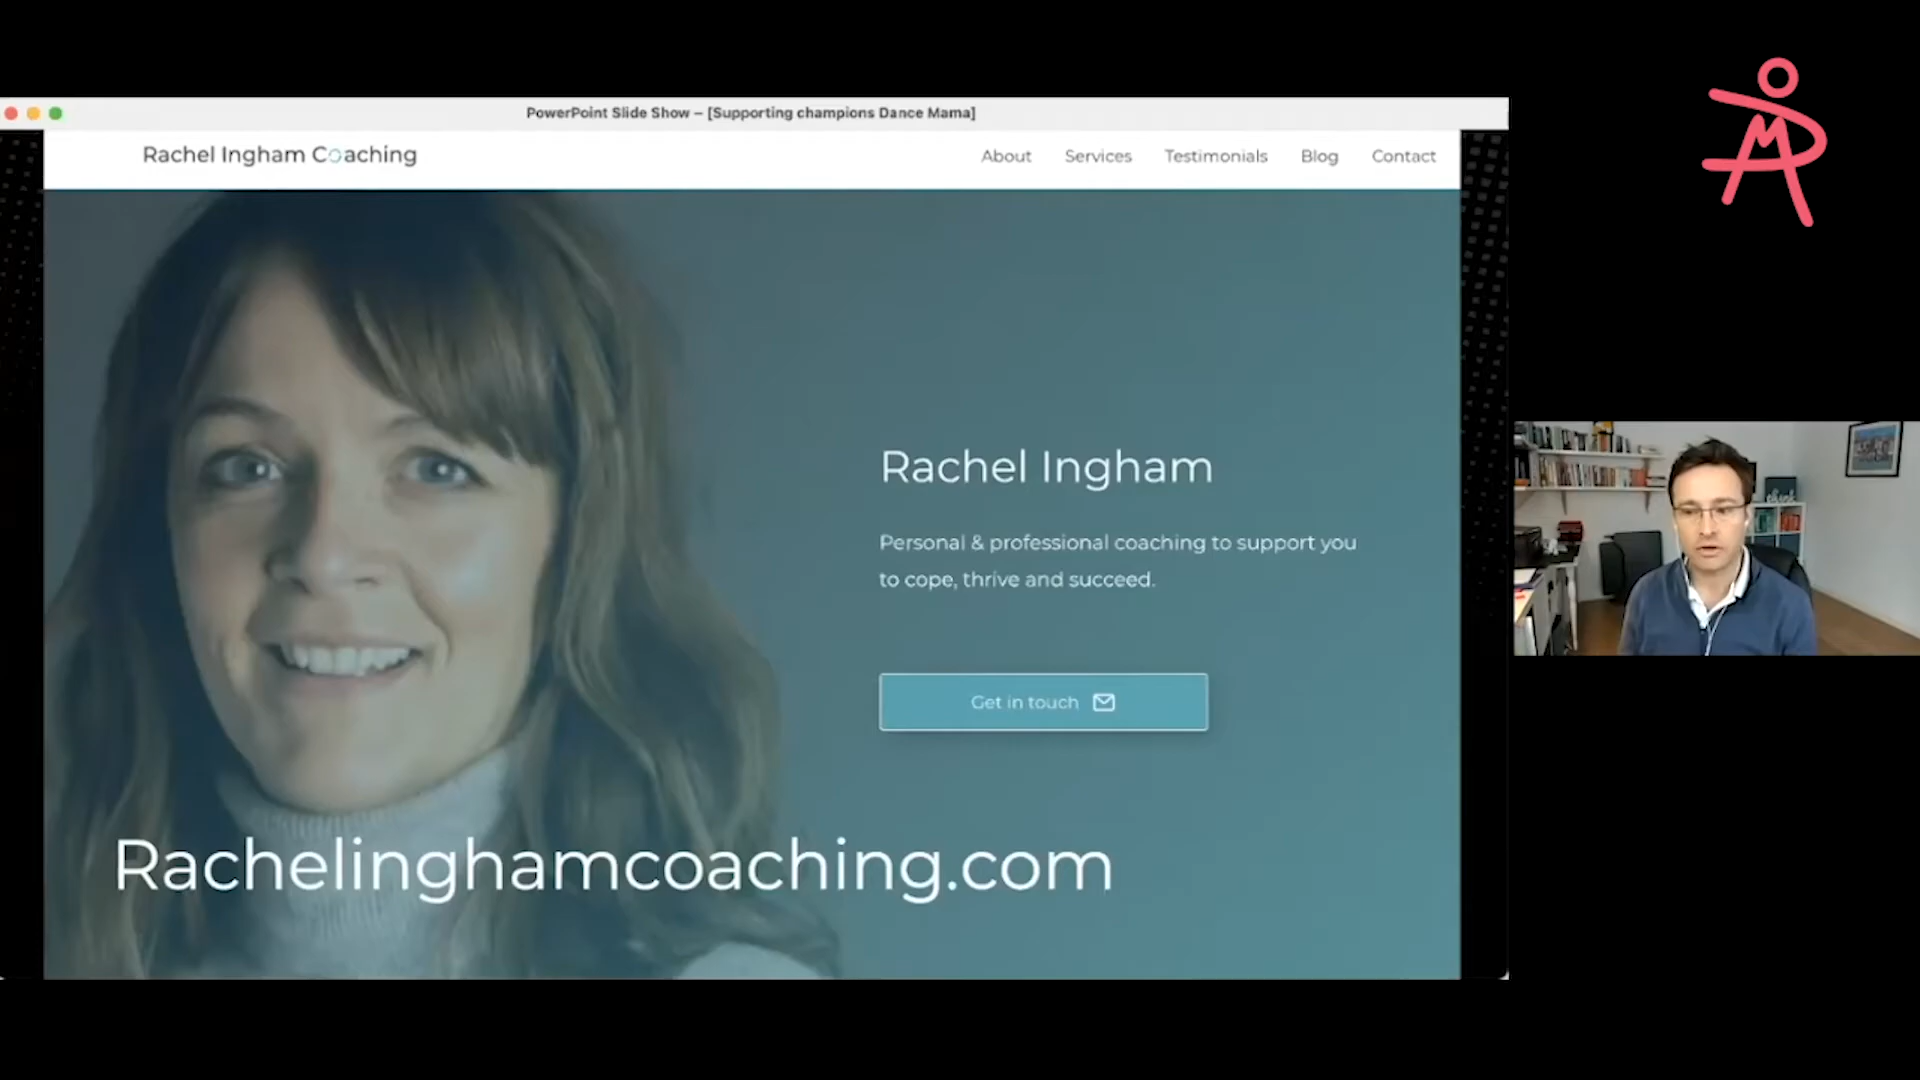 PowerPoint Slide Show – [Supporting champions Dance Mama]
Rachel Ingham Coaching
About
Services
Testimonials
Blog
Contact
Rachel Ingham
Personal & professional coaching to support you
to cope, thrive and succeed.
Get in touch
Rachelinghamcoaching.com